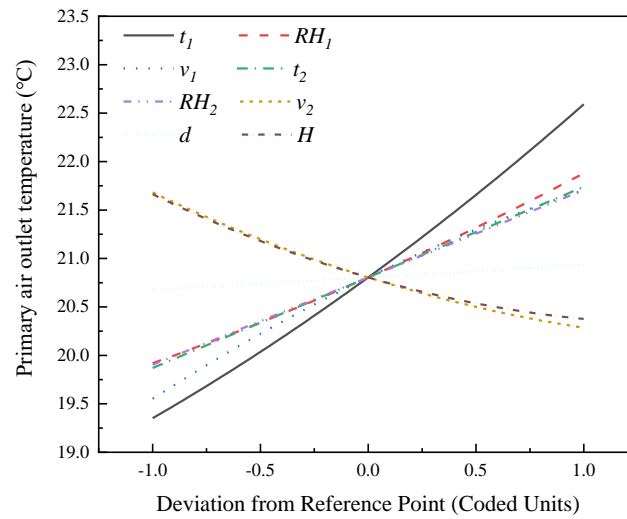 23.5
23.0
22.5
22.0
21.5
21.0
20.5
20.0
19.5
19.0
Primary air outlet temperature (℃)
t1 RH1
v1 t2
RH2 v2
d H
-1.0 -0.5 0.0 0.5 1.0
Deviation from Reference Point (Coded Units)